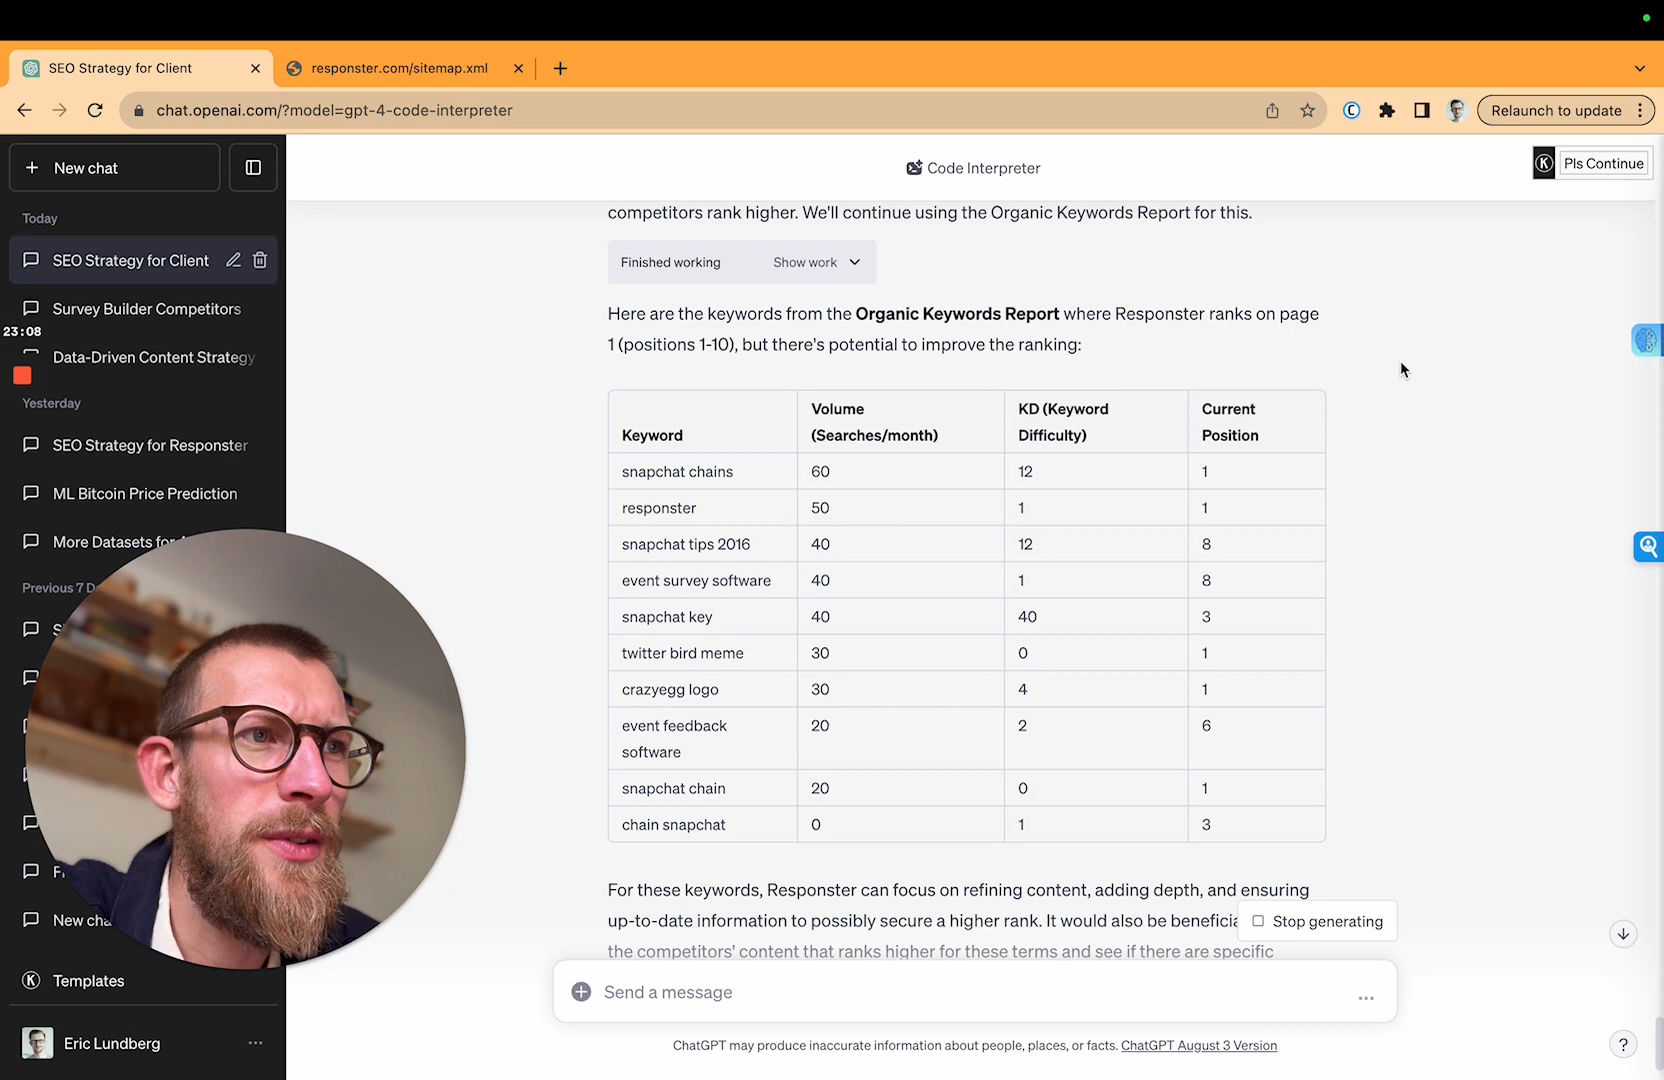 SEO Strategy for Client
responster.com/sitemap.xml
chat.openai.com/?model=gpt-4-code-interpreter
Relaunch to update
New chat
Code Interpreter
Pls Continue
Today
SEO Strategy for Client
Survey Builder Competitors
23:08
Data-Driven Content Strategy
Yesterday
SEO Strategy for Responster
ML Bitcoin Price Prediction
More Datasets for
Previous 7 D
New cha
Templates
Eric Lundberg
competitors rank higher. We'll continue using the Organic Keywords Report for this.
Finished working Show work
Here are the keywords from the Organic Keywords Report where Responster ranks on page
1 (positions 1-10), but there's potential to improve the ranking:
Keyword Volume (Searches/month) KD (Keyword Difficulty) Current Position
snapchat chains 60 12 1
responster 50 1 1
snapchat tips 2016 40 12 8
event survey software 40 1 8
snapchat key 40 40 3
twitter bird meme 30 0 1
crazyegg logo 30 4 1
event feedback software 20 2 6
snapchat chain 20 0 1
chain snapchat 0 1 3
For these keywords, Responster can focus on refining content, adding depth, and ensuring
up-to-date information to possibly secure a higher rank. It would also be beneficia
Stop generating
the competitors' content that ranks higher for these terms and see if there are specific
Send a message
ChatGPT may produce inaccurate information about people, places, or facts. ChatGPT August 3 Version